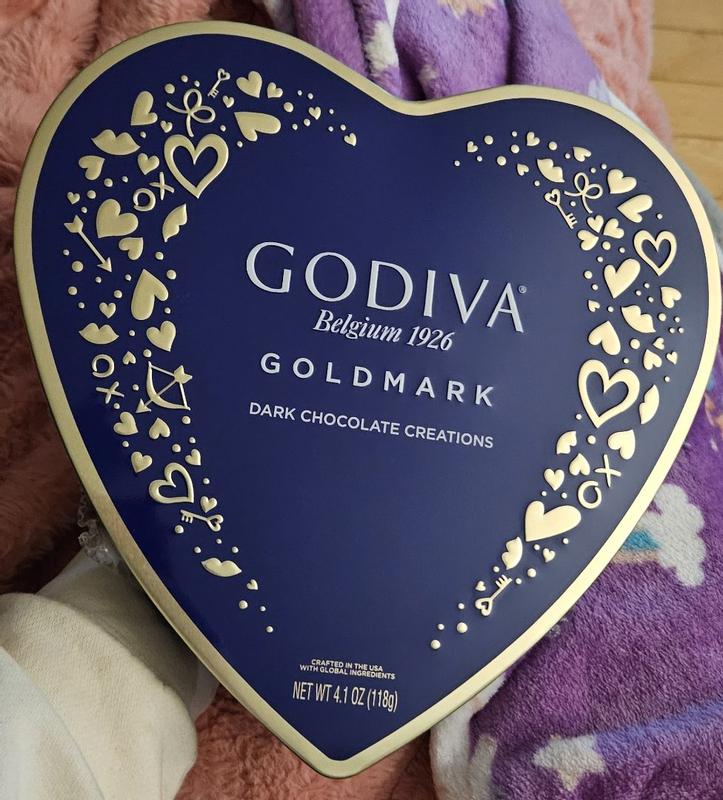 GODIVA®
Belgium 1926
GOLDMARK
DARK CHOCOLATE CREATIONS
CRAFTED IN THE USA
WITH GLOBAL INGREDIENTS
NET WT 4.1 OZ (118g)